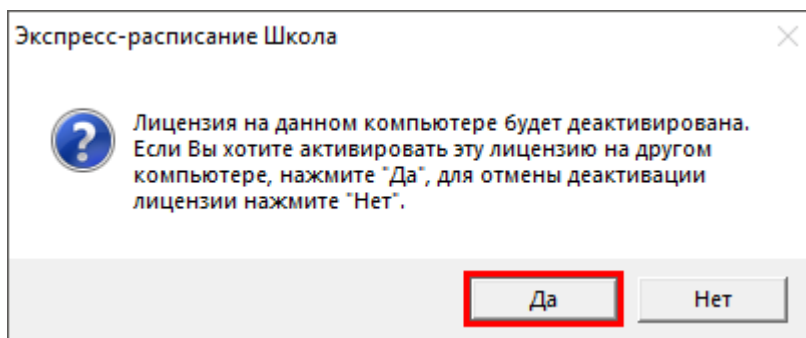 Экспресс-расписание Школа
Лицензия на данном компьютере будет деактивирована.
Если Вы хотите активировать эту лицензию на другом
компьютере, нажмите "Да", для отмены деактивации
лицензии нажмите "Нет".
Да
Нет